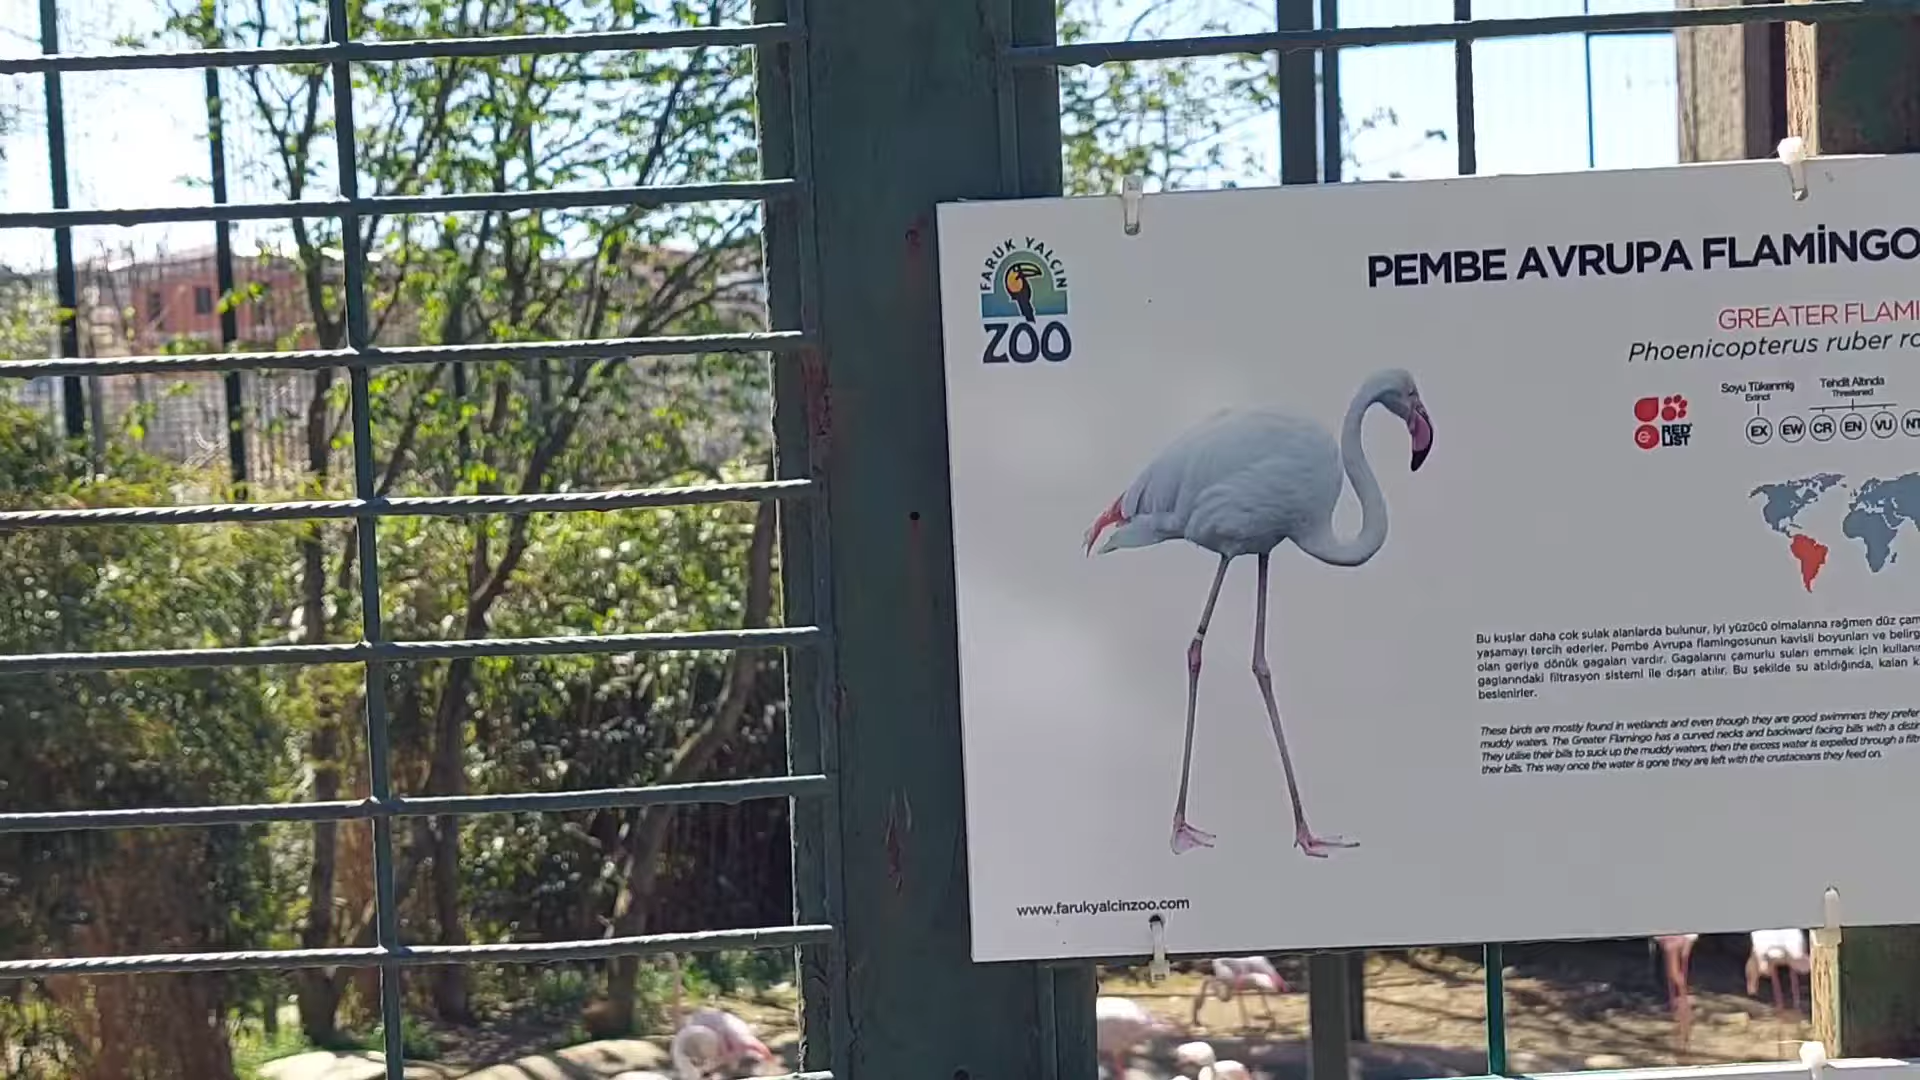 FARUK YALÇIN
ZOO
PEMBE AVRUPA FLAMİNGO
GREATER FLAMI
Phoenicopterus ruber ro
Soyu Tükenmiş
Extinct
Tehdit Altında
Threatened
RED
LIST
EX EW CR EN VU NT
Bu kuşlar daha çok sulak alanlarda bulunur, iyi yüzücü olmalarına rağmen düz çam
yaşamayı tercih ederler. Pembe Avrupa flamingosunun kavisli boyunları ve belirg
olan geriye dönük gagaları vardır. Gagalarını çamurlu suları emmek için kullanı
gaglarındaki filtrasyon sistemi ile dışarı atılır. Bu şekilde su atıldığında, kalan k
beslenirler.
These birds are mostly found in wetlands and even though they are good swimmers they prefer
muddy waters. The Greater Flamingo has a curved necks and backward facing bills with a distin
They utilise their bills to suck up the muddy waters, then the excess water is expelled through a filt
their bills. This way once the water is gone they are left with the crustaceans they feed on.
www.farukyalcinzoo.com